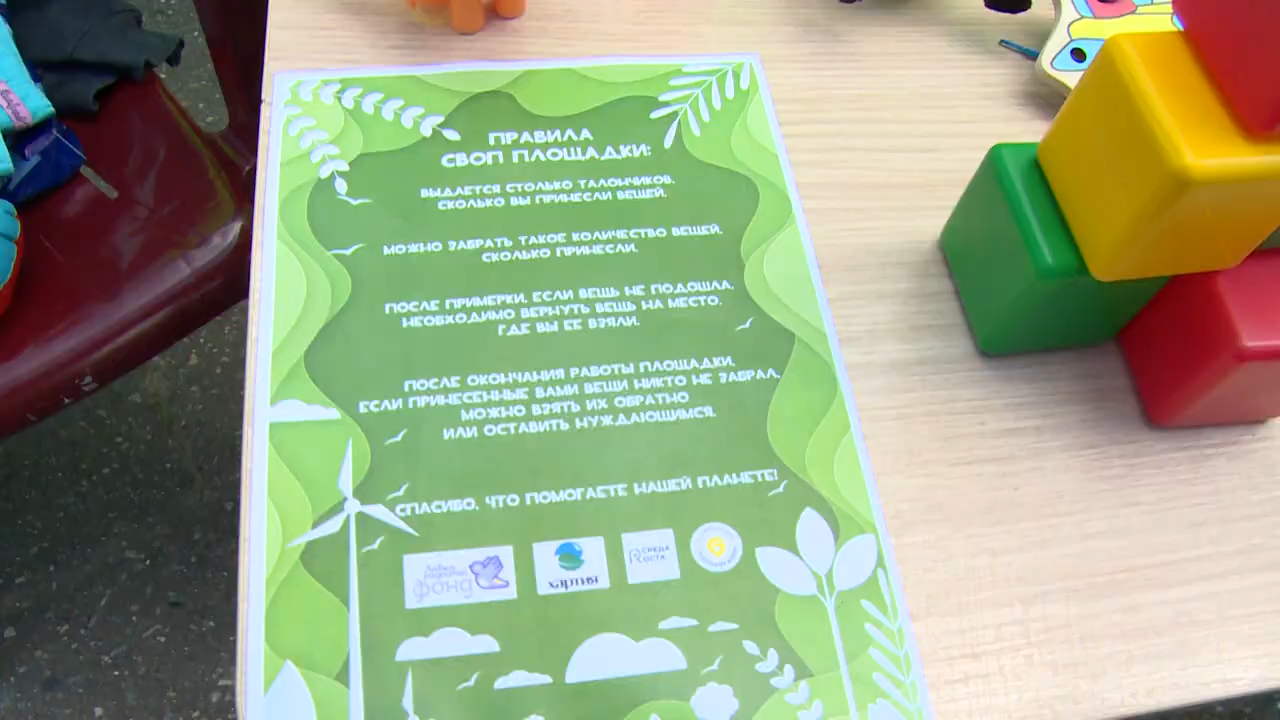 ПРАВИЛА
СВОП ПЛОЩАДКИ:
ВЫДАЕТСЯ СТОЛЬКО ТАЛОНЧИКОВ,
СКОЛЬКО ВЫ ПРИНЕСЛИ ВЕЩЕЙ.
МОЖНО ЗАБРАТЬ ТАКОЕ КОЛИЧЕСТВО ВЕЩЕЙ,
СКОЛЬКО ПРИНЕСЛИ.
ПОСЛЕ ПРИМЕРКИ, ЕСЛИ ВЕЩЬ НЕ ПОДОШЛА,
НЕОБХОДИМО ВЕРНУТЬ ВЕЩЬ НА МЕСТО,
ГДЕ ВЫ ЕЕ ВЗЯЛИ.
ПОСЛЕ ОКОНЧАНИЯ РАБОТЫ ПЛОЩАДКИ,
ЕСЛИ ПРИНЕСЕННЫЕ ВАМИ ВЕЩИ НИКТО НЕ ЗАБРАЛ,
МОЖНО ВЗЯТЬ ИХ ОБРАТНО
ИЛИ ОСТАВИТЬ НУЖДАЮЩИМСЯ.
СПАСИБО, ЧТО ПОМОГАЕТЕ НАШЕЙ ПЛАНЕТЕ!
фонд
хартия
СРЕДА
РОСТА